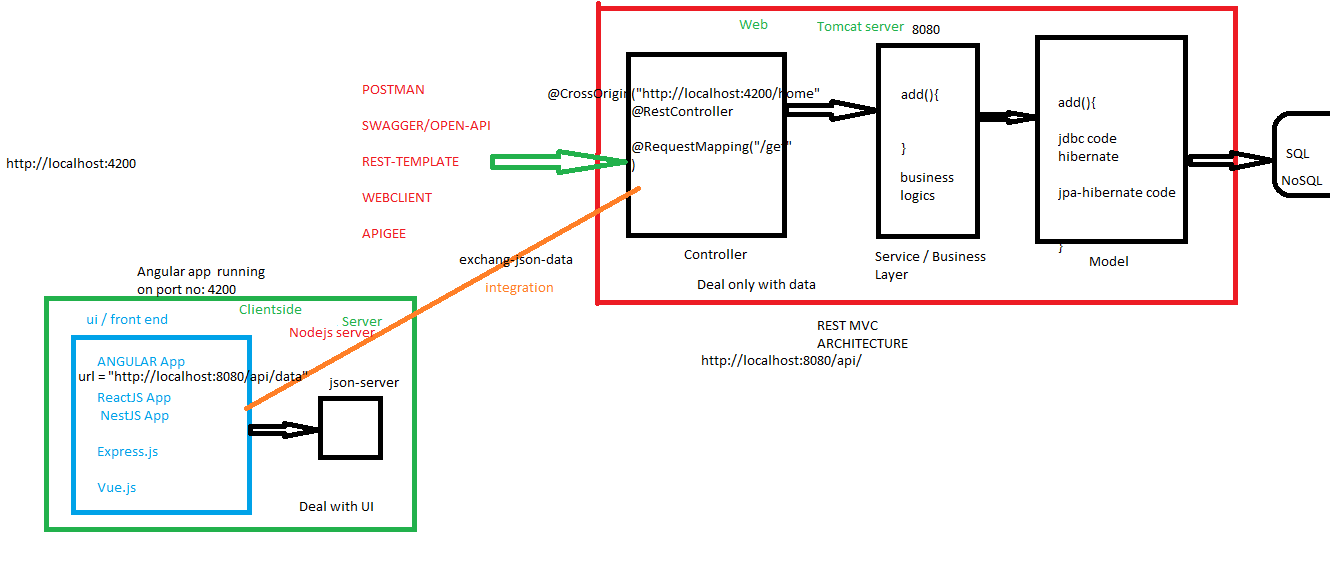 Web
Tomcat server
8080
POSTMAN
SWAGGER/OPEN-API
REST-TEMPLATE
WEBCLIENT
APIGEE
http://localhost:4200
@CrossOrigin("http://localhost:4200/home"
@RestController
@RequestMapping("/get"
)
Controller
Deal only with data
add(){
}
business
logics
Service / Business
Layer
add(){
jdbc code
hibernate
jpa-hibernate code
}
Model
SQL
NoSQL
REST MVC
ARCHITECTURE
http://localhost:8080/api/
exchang-json-data
integration
Angular app running
on port no: 4200
Clientside
Server
Nodejs server
ui / front end
ANGULAR App
url = "http://localhost:8080/api/data"
ReactJS App
NestJS App
Express.js
Vue.js
json-server
Deal with UI